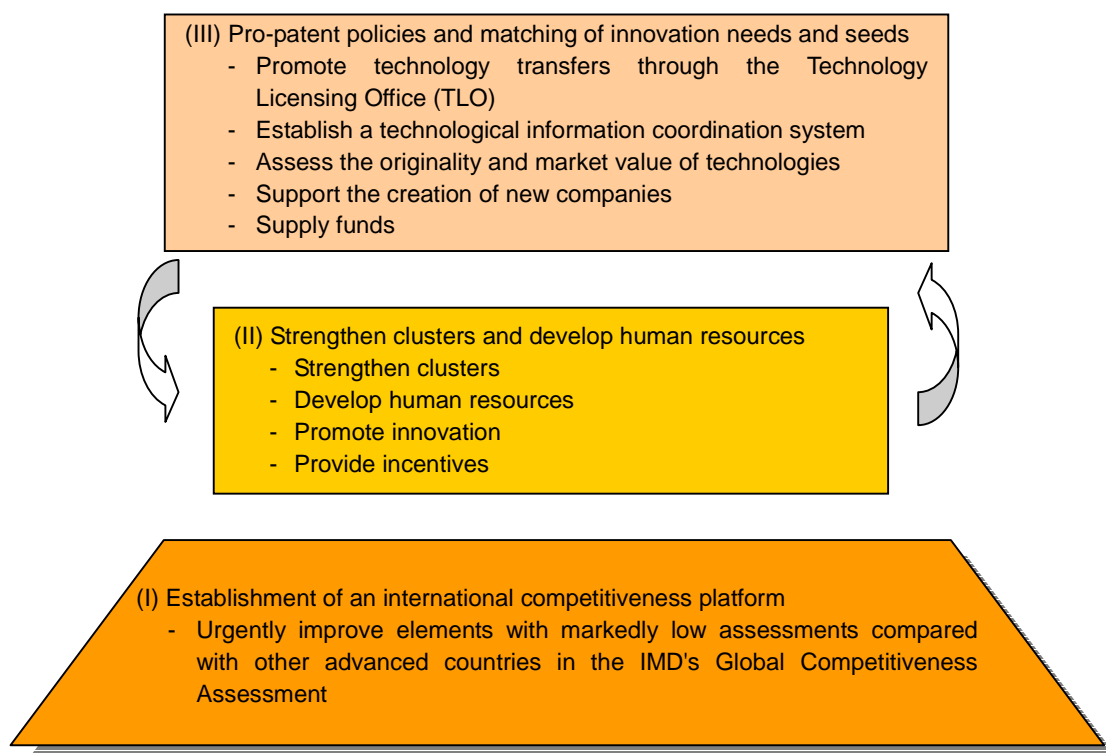 (III) Pro-patent policies and matching of innovation needs and seeds
- Promote technology transfers through the Technology
Licensing Office (TLO)
- Establish a technological information coordination system
- Assess the originality and market value of technologies
- Support the creation of new companies
- Supply funds
(II) Strengthen clusters and develop human resources
- Strengthen clusters
- Develop human resources
- Promote innovation
- Provide incentives
(I) Establishment of an international competitiveness platform
- Urgently improve elements with markedly low assessments compared
with other advanced countries in the IMD's Global Competitiveness
Assessment